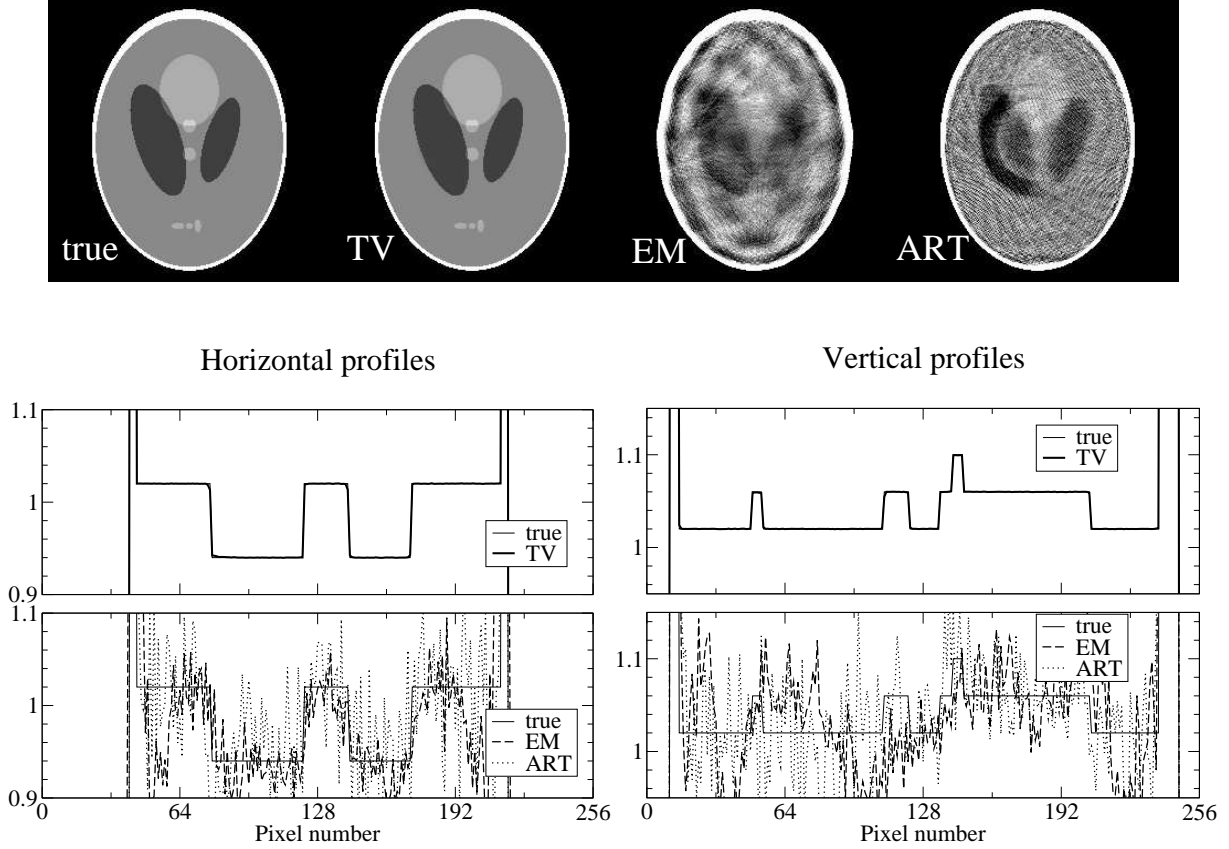 true TV EM ART
Horizontal profiles
Vertical profiles
1.1
1
0.9
true
TV
1.1
1
true
TV
1.1
1
0.9
true
EM
ART
0 64 128 192 256
Pixel number
1.1
1
true
EM
ART
0 64 128 192 256
Pixel number